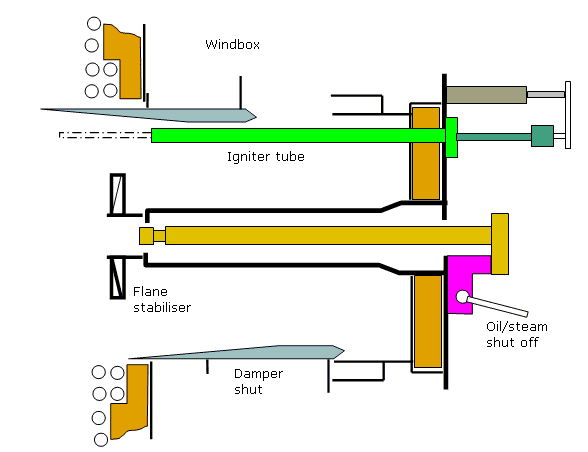 Windbox
Igniter tube
Flane
stabiliser
Oil/steam
shut off
Damper
shut